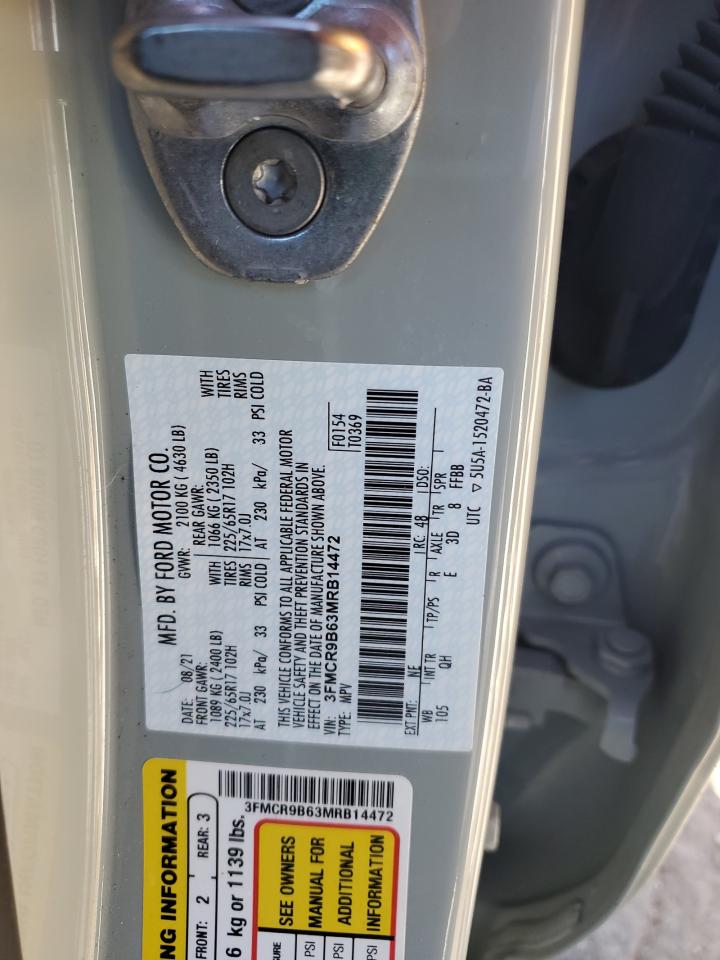 MFD. BY FORD MOTOR CO.
DATE: 08/21 GVWR: 2100 KG ( 4630 LB)
FRONT GAWR: REAR GAWR: WITH
1089 KG ( 2400 LB) 1066 KG ( 2350 LB) TIRES
225/65R17 102H TIRES 225/65R17 102H RIMS
17x7.0J RIMS 17x7.0J
AT 230 kPa/ 33 PSI COLD AT 230 kPa/ 33 PSI COLD
THIS VEHICLE CONFORMS TO ALL APPLICABLE FEDERAL MOTOR
VEHICLE SAFETY AND THEFT PREVENTION STANDARDS IN
EFFECT ON THE DATE OF MANUFACTURE SHOWN ABOVE.
VIN: 3FMCR9B63MRB14472
TYPE: MPV
F0154
T0369
EXT PNT: NE RC: 48 DSO:
WB INT TR TP/PS R AXLE TR SPR
105 QH E 3D 8 FFBB
UTC ▽ 5U5A-1520472-BA
NG INFORMATION
FRONT: 2 REAR: 3
6 kg or 1139 lbs.
3FMCR9B63MRB14472
SEE OWNERS
MANUAL FOR
ADDITIONAL
INFORMATION
PSI
PSI
PSI